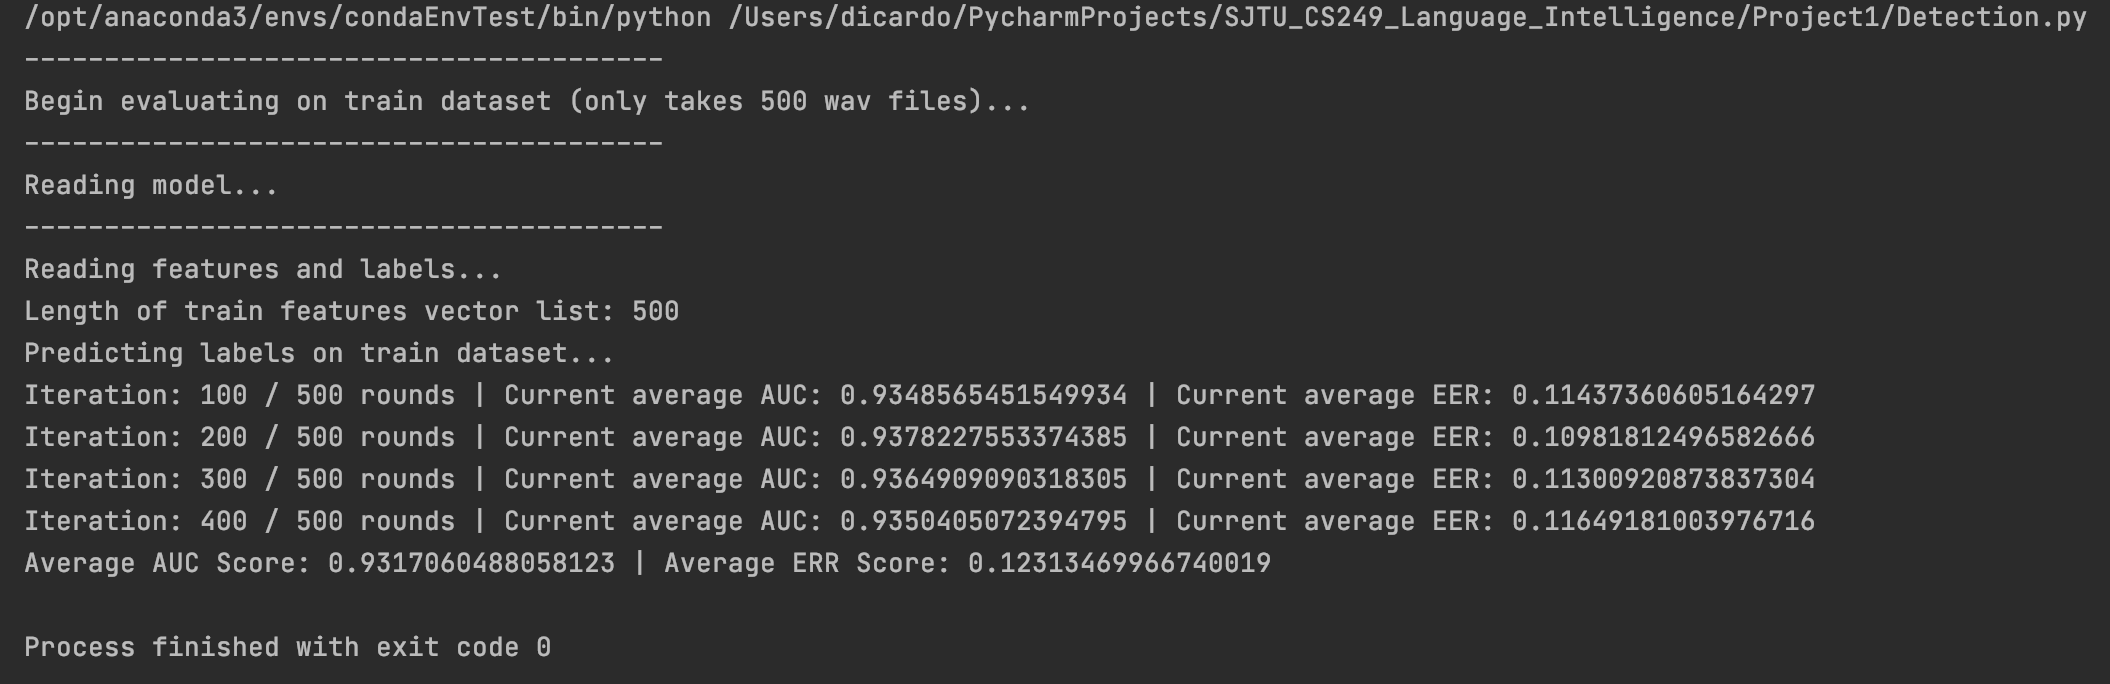 /opt/anaconda3/envs/condaEnvTest/bin/python /Users/dicardo/PycharmProjects/SJTU_CS249_Language_Intelligence/Project1/Detection.py
----------------------------------------
Begin evaluating on train dataset (only takes 500 wav files)...
----------------------------------------
Reading model...
----------------------------------------
Reading features and labels...
Length of train features vector list: 500
Predicting labels on train dataset...
Iteration: 100 / 500 rounds | Current average AUC: 0.9348565451549934 | Current average EER: 0.11437360605164297
Iteration: 200 / 500 rounds | Current average AUC: 0.9378227553374385 | Current average EER: 0.10981812496582666
Iteration: 300 / 500 rounds | Current average AUC: 0.9364909090318305 | Current average EER: 0.11300920873837304
Iteration: 400 / 500 rounds | Current average AUC: 0.9350405072394795 | Current average EER: 0.11649181003976716
Average AUC Score: 0.9317060488058123 | Average ERR Score: 0.12313469966740019
Process finished with exit code 0